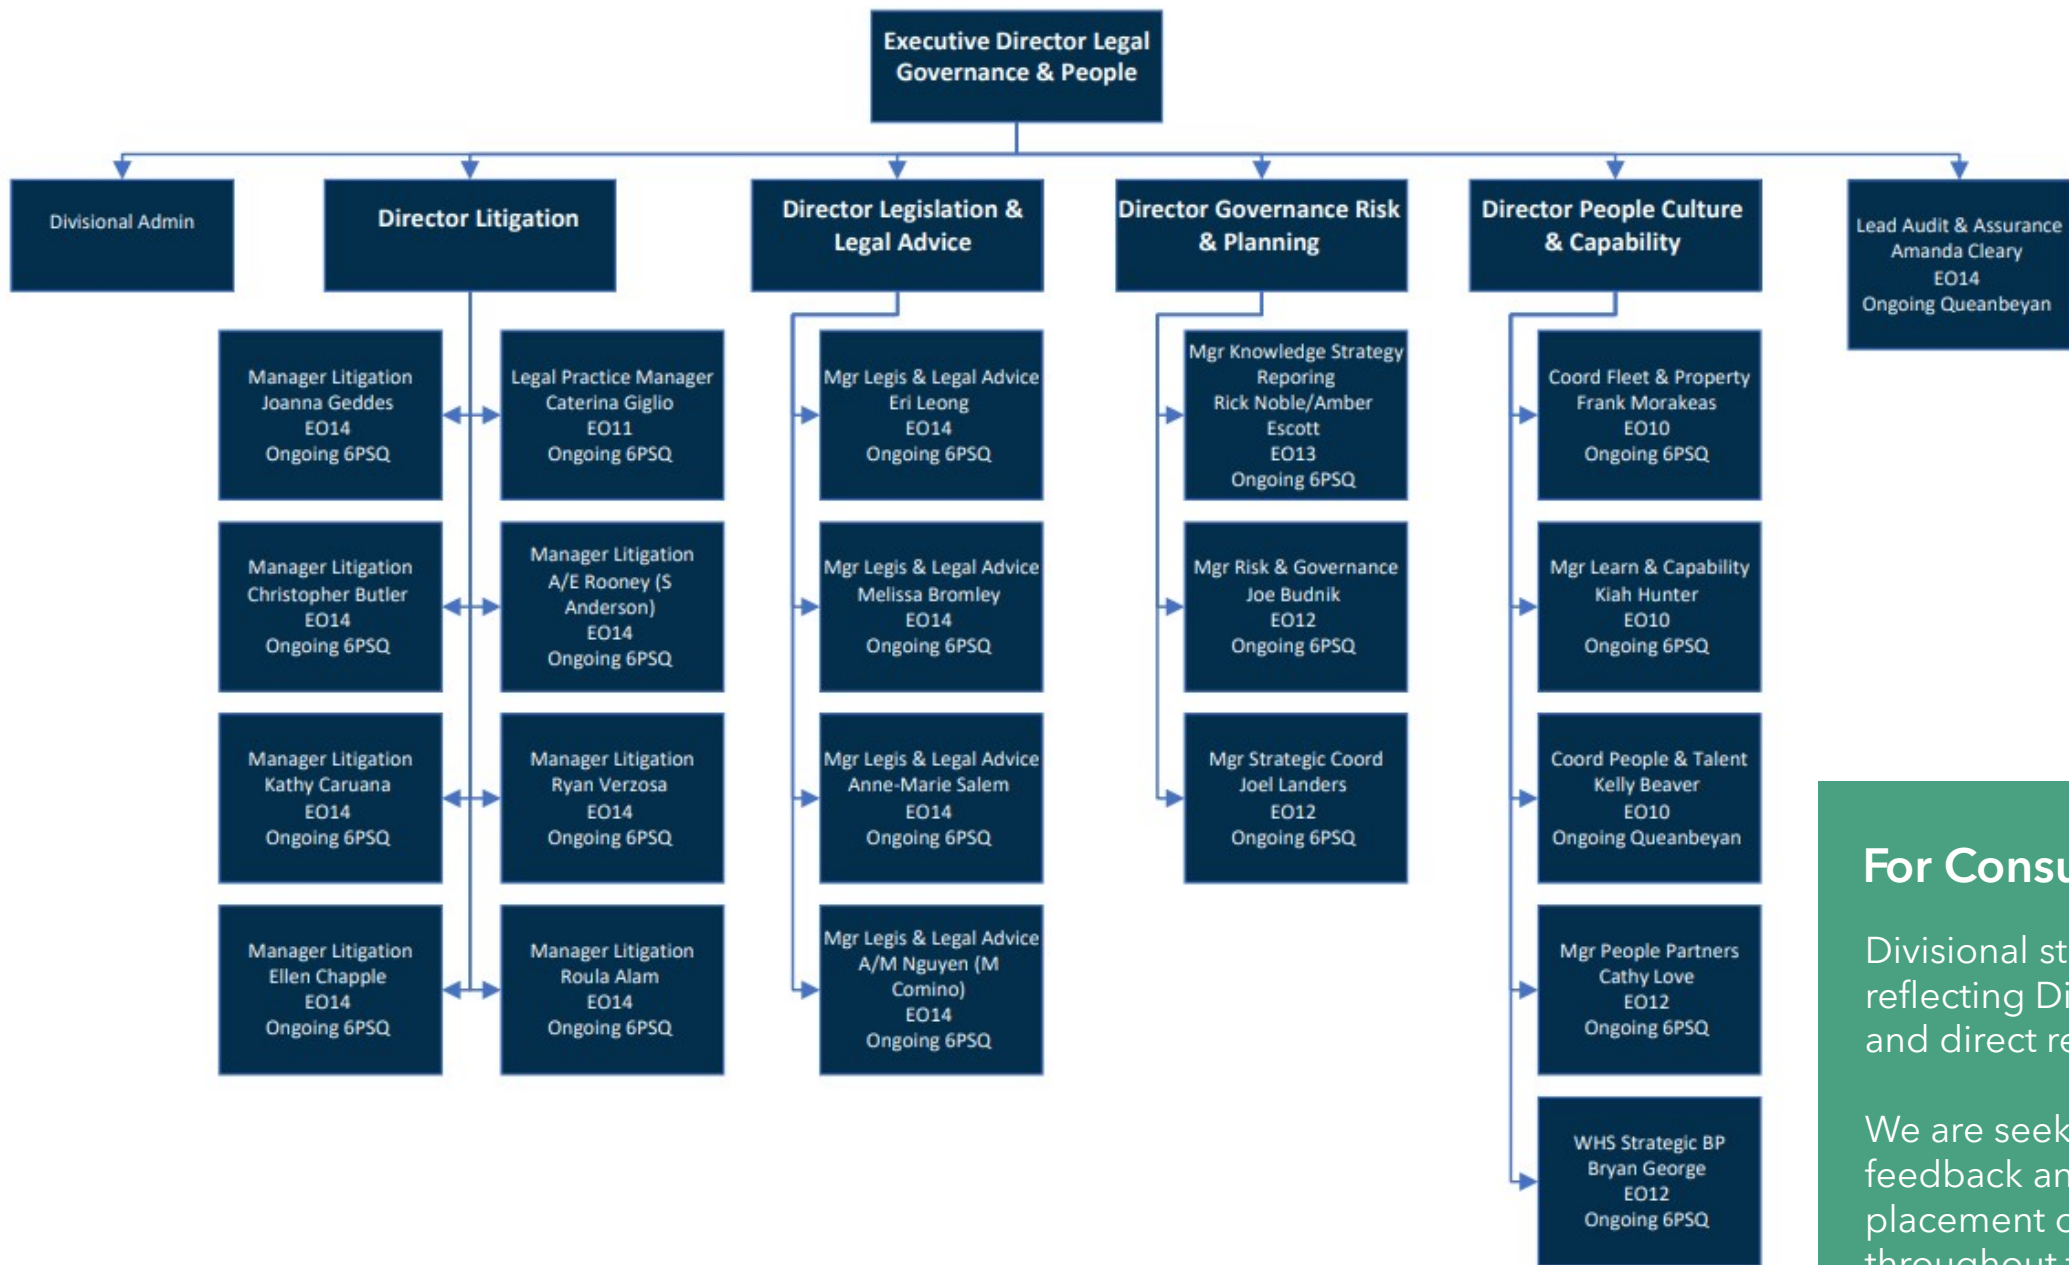 Executive Director Legal
Governance & People
Divisional Admin
Director Litigation
Director Legislation &
Legal Advice
Director Governance Risk
& Planning
Director People Culture
& Capability
Lead Audit & Assurance
Amanda Cleary
EO14
Ongoing Queanbeyan
Manager Litigation
Joanna Geddes
EO14
Ongoing 6PSQ
Legal Practice Manager
Caterina Giglio
EO11
Ongoing 6PSQ
Manager Litigation
Christopher Butler
EO14
Ongoing 6PSQ
Manager Litigation
A/E Rooney (S
Anderson)
EO14
Ongoing 6PSQ
Manager Litigation
Kathy Caruana
EO14
Ongoing 6PSQ
Manager Litigation
Ryan Verzosa
EO14
Ongoing 6PSQ
Manager Litigation
Ellen Chapple
EO14
Ongoing 6PSQ
Manager Litigation
Roula Alam
EO14
Ongoing 6PSQ
Mgr Legis & Legal Advice
Eri Leong
EO14
Ongoing 6PSQ
Mgr Legis & Legal Advice
Melissa Bromley
EO14
Ongoing 6PSQ
Mgr Legis & Legal Advice
Anne-Marie Salem
EO14
Ongoing 6PSQ
Mgr Legis & Legal Advice
A/M Nguyen (M
Comino)
EO14
Ongoing 6PSQ
Mgr Knowledge Strategy
Reporing
Rick Noble/Amber
Escott
EO13
Ongoing 6PSQ
Mgr Risk & Governance
Joe Budnik
EO12
Ongoing 6PSQ
Mgr Strategic Coord
Joel Landers
EO12
Ongoing 6PSQ
Coord Fleet & Property
Frank Morakeas
EO10
Ongoing 6PSQ
Mgr Learn & Capability
Kiah Hunter
EO10
Ongoing 6PSQ
Coord People & Talent
Kelly Beaver
EO10
Ongoing Queanbeyan
Mgr People Partners
Cathy Love
EO12
Ongoing 6PSQ
WHS Strategic BP
Bryan George
EO12
Ongoing 6PSQ
For Consu
Divisional st
reflecting Di
and direct re
We are seek
feedback an
placement
throughout